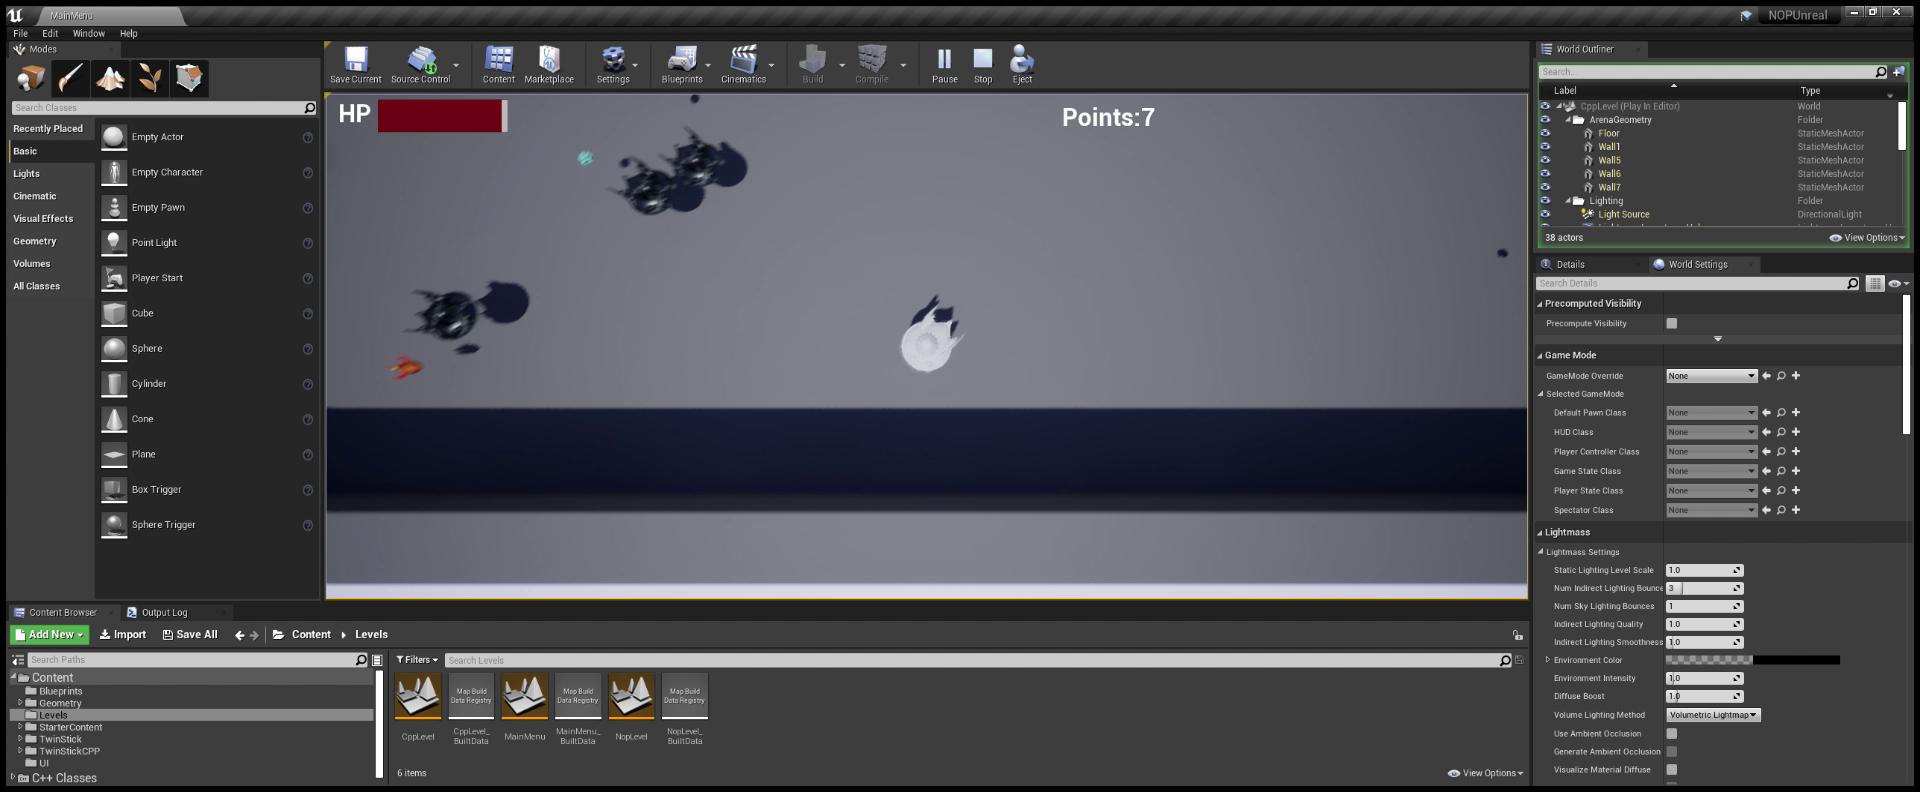 MainMenu
NOPUnreal
File Edit Window Help
Modes
Search Classes
Recently Placed
Basic
Lights
Cinematic
Visual Effects
Geometry
Volumes
All Classes
Empty Actor
Empty Character
Empty Pawn
Point Light
Player Start
Cube
Sphere
Cylinder
Cone
Plane
Box Trigger
Sphere Trigger
Save Current Source Control Content Marketplace Settings Blueprints Cinematics Build Compile Pause Stop Eject
HP
Points:7
World Outliner
Search...
Label Type
CppLevel (Play In Editor) World
ArenaGeometry Folder
Floor StaticMeshActor
Wall1 StaticMeshActor
Wall5 StaticMeshActor
Wall6 StaticMeshActor
Wall7 StaticMeshActor
Lighting Folder
Light Source DirectionalLight
38 actors View Options
Details World Settings
Search Details
Precomputed Visibility
Precompute Visibility
Game Mode
GameMode Override None
Selected GameMode
Default Pawn Class None
HUD Class None
Player Controller Class None
Game State Class None
Player State Class None
Spectator Class None
Lightmass
Lightmass Settings
Static Lighting Level Scale 1.0
Num Indirect Lighting Bounce 3
Num Sky Lighting Bounces 1
Indirect Lighting Quality 1.0
Indirect Lighting Smoothness 1.0
Environment Color
Environment Intensity 1.0
Diffuse Boost 1.0
Volume Lighting Method Volumetric Lightmap
Use Ambient Occlusion
Generate Ambient Occlusion
Visualize Material Diffuse
Content Browser Output Log
Add New Import Save All Content Levels
Search Paths
Content
Blueprints
Geometry
Levels
StarterContent
TwinStick
TwinStickCPP
UI
C++ Classes
Filters Search Levels
Map Build
Data Registry
Map Build
Data Registry
Map Build
Data Registry
CppLevel
CppLevel_
BuiltData
MainMenu
MainMenu_
BuiltData
NopLevel
NopLevel_
BuiltData
6 items View Options